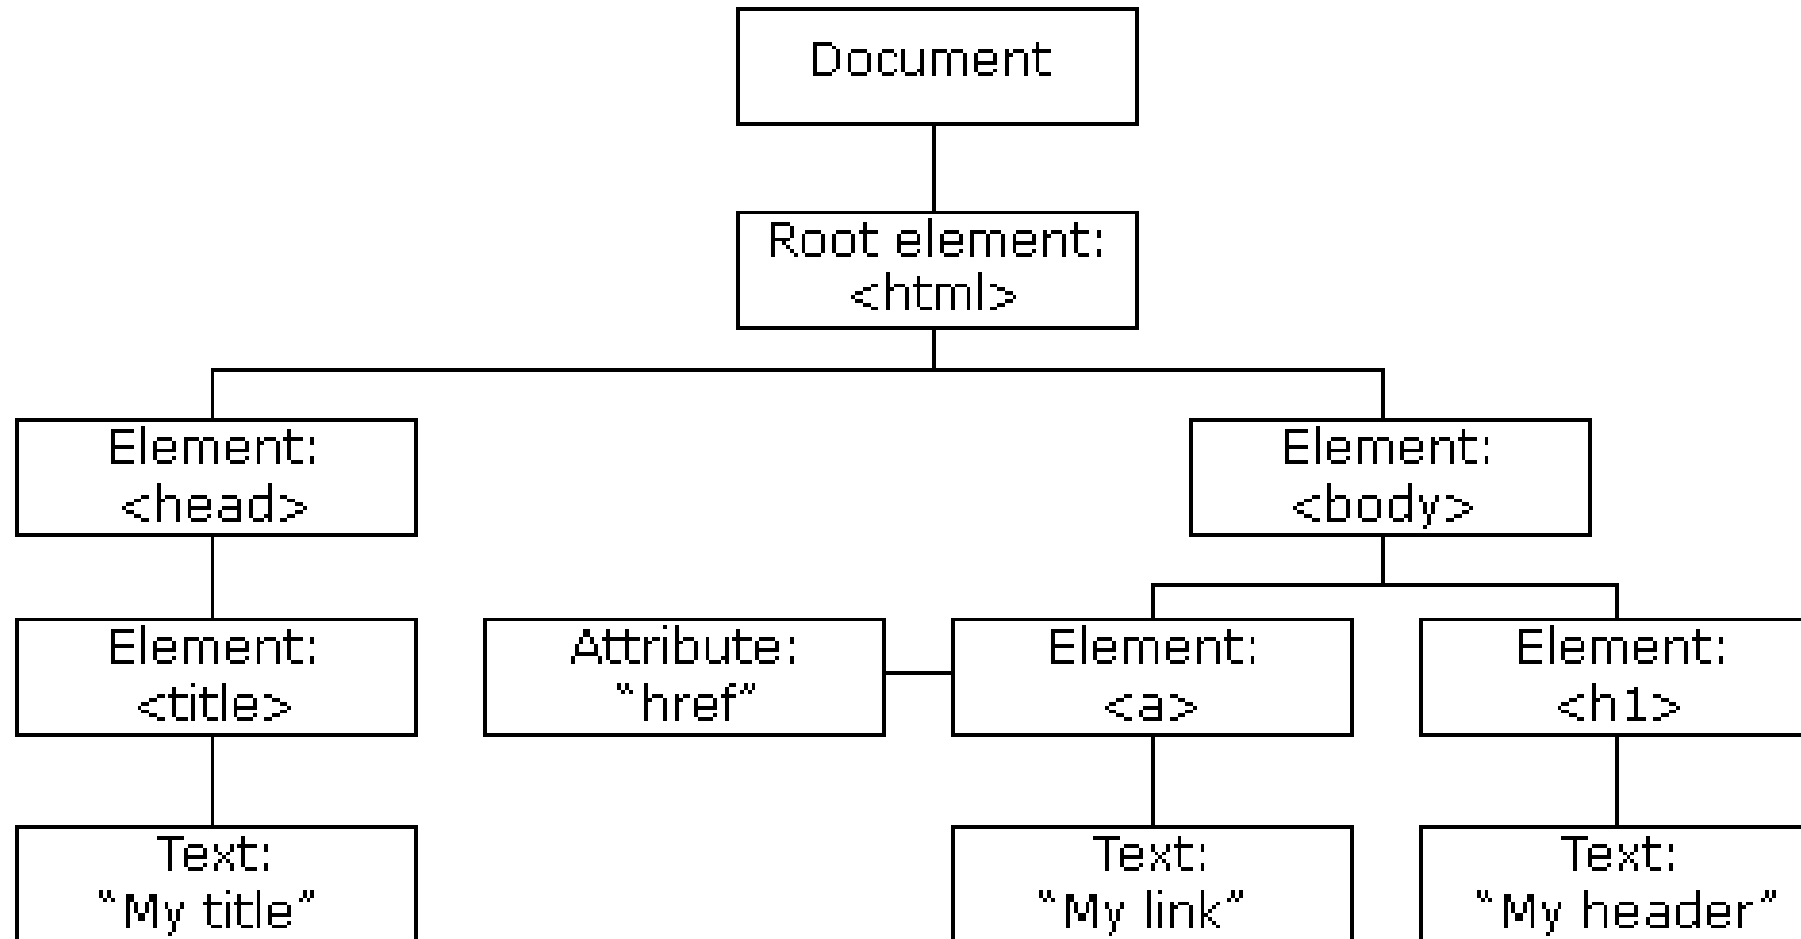 Document
Root element:
<html>
Element:
<head>
Element:
<body>
Element:
<title>
Attribute:
“href”
Element:
<a>
Element:
<h1>
Text:
“My title”
Text:
“My link”
Text:
“My header”